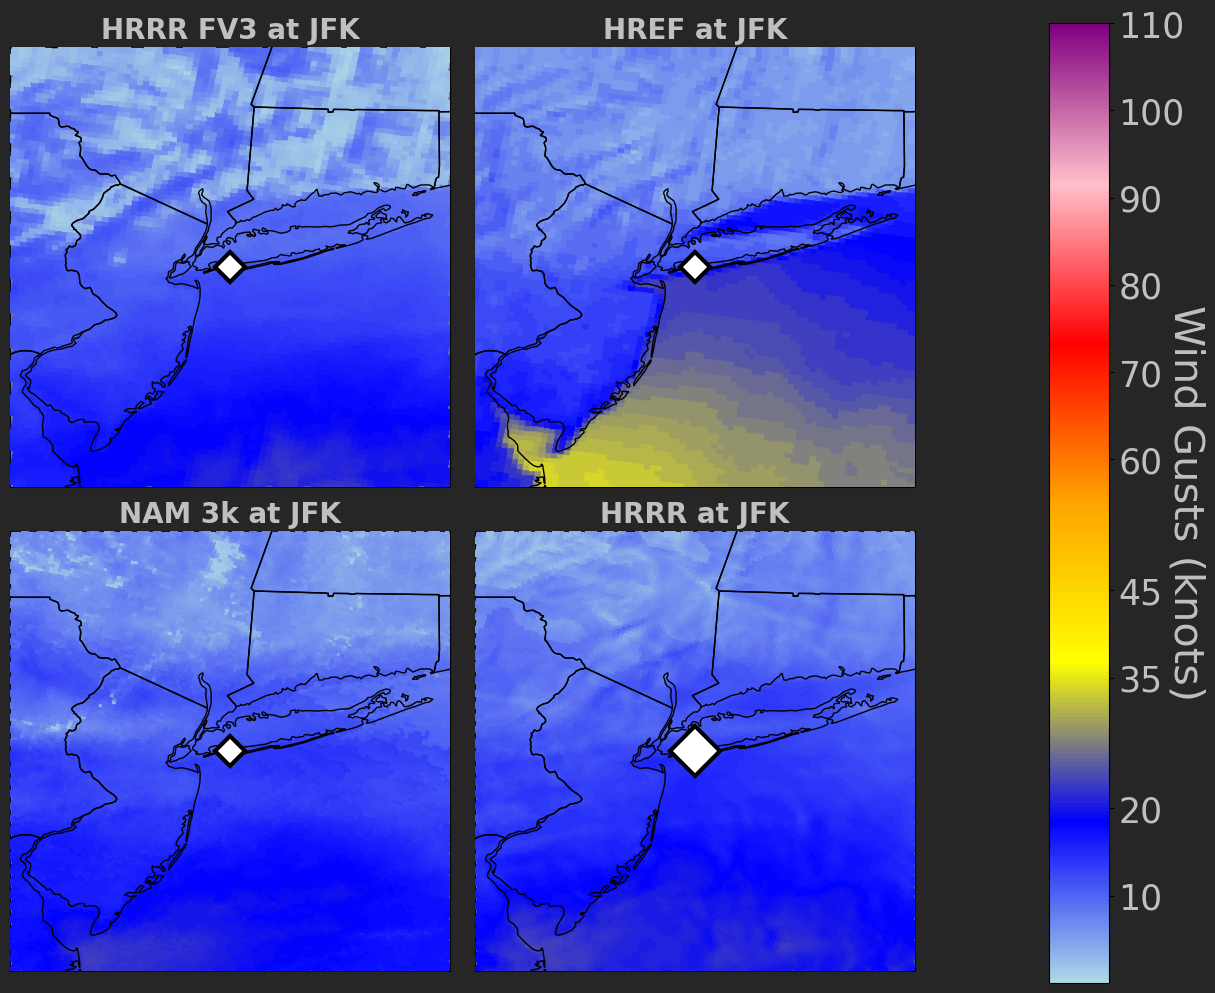 HRRR FV3 at JFK
HREF at JFK
NAM 3k at JFK
HRRR at JFK
110
100
90
80
70
60
45
35
20
10
Wind Gusts (knots)